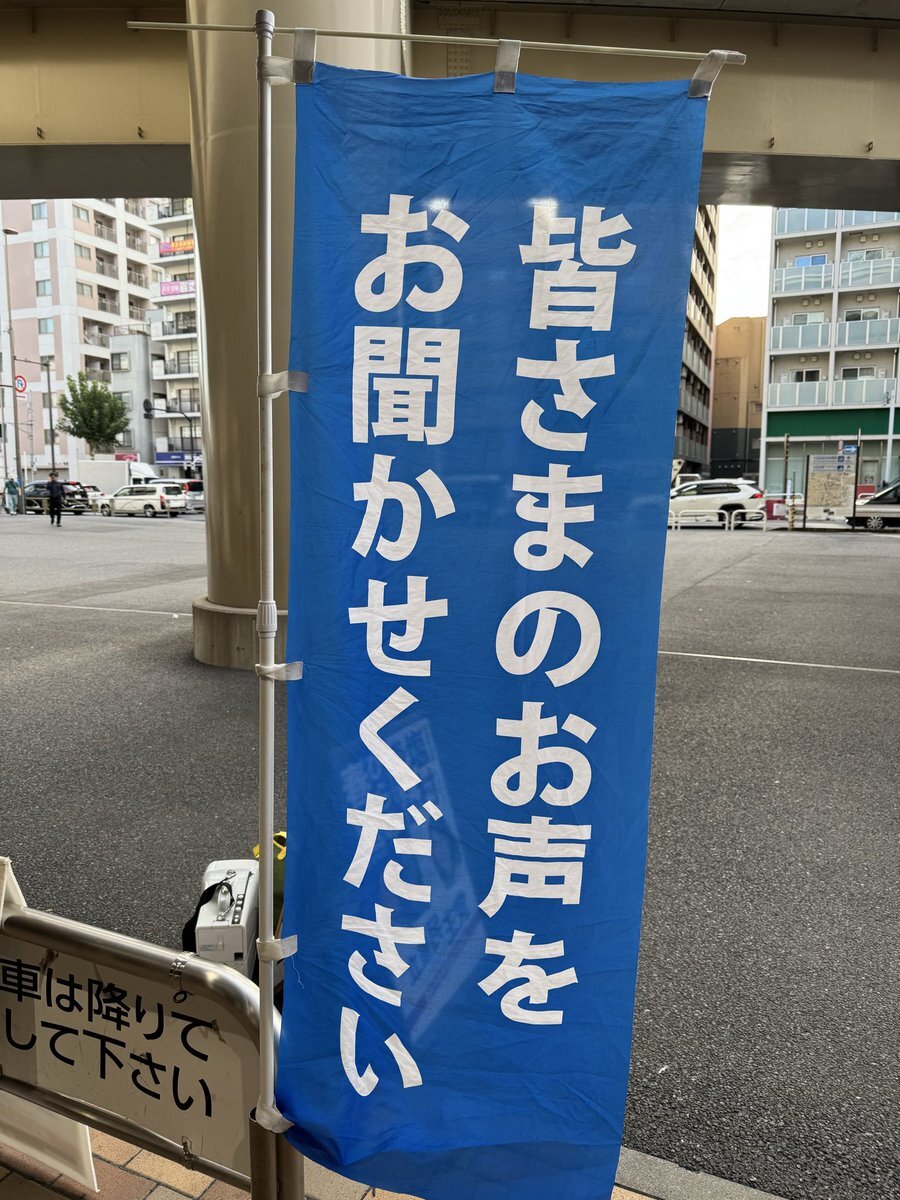 皆さまのお声を
お聞かせください
車は降りて
して下さい